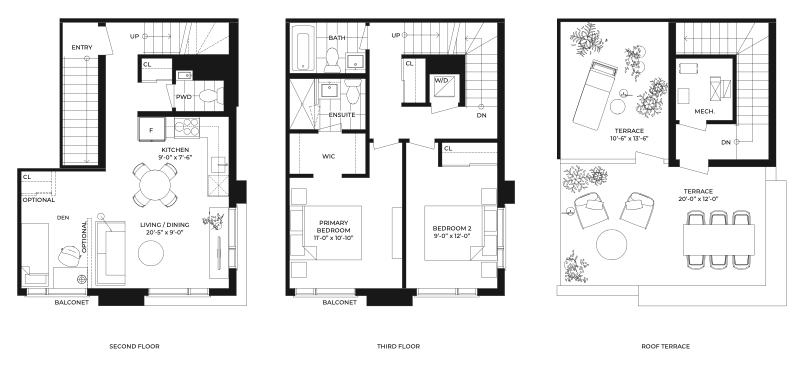 ENTRY
UP
CL
PWD
F
KITCHEN
9'-0" x 7'-6"
CL
OPTIONAL
DEN
OPTIONAL
LIVING / DINING
20'-5" x 9'-0"
BALCONET
SECOND FLOOR
BATH
UP
CL
W/D
ENSUITE
DN
WIC
CL
PRIMARY
BEDROOM
11'-0" x 10'-10"
BEDROOM 2
9'-0" x 12'-0"
BALCONET
THIRD FLOOR
MECH.
TERRACE
10'-6" x 13'-6"
DN
TERRACE
20'-0" x 12'-0"
ROOF TERRACE